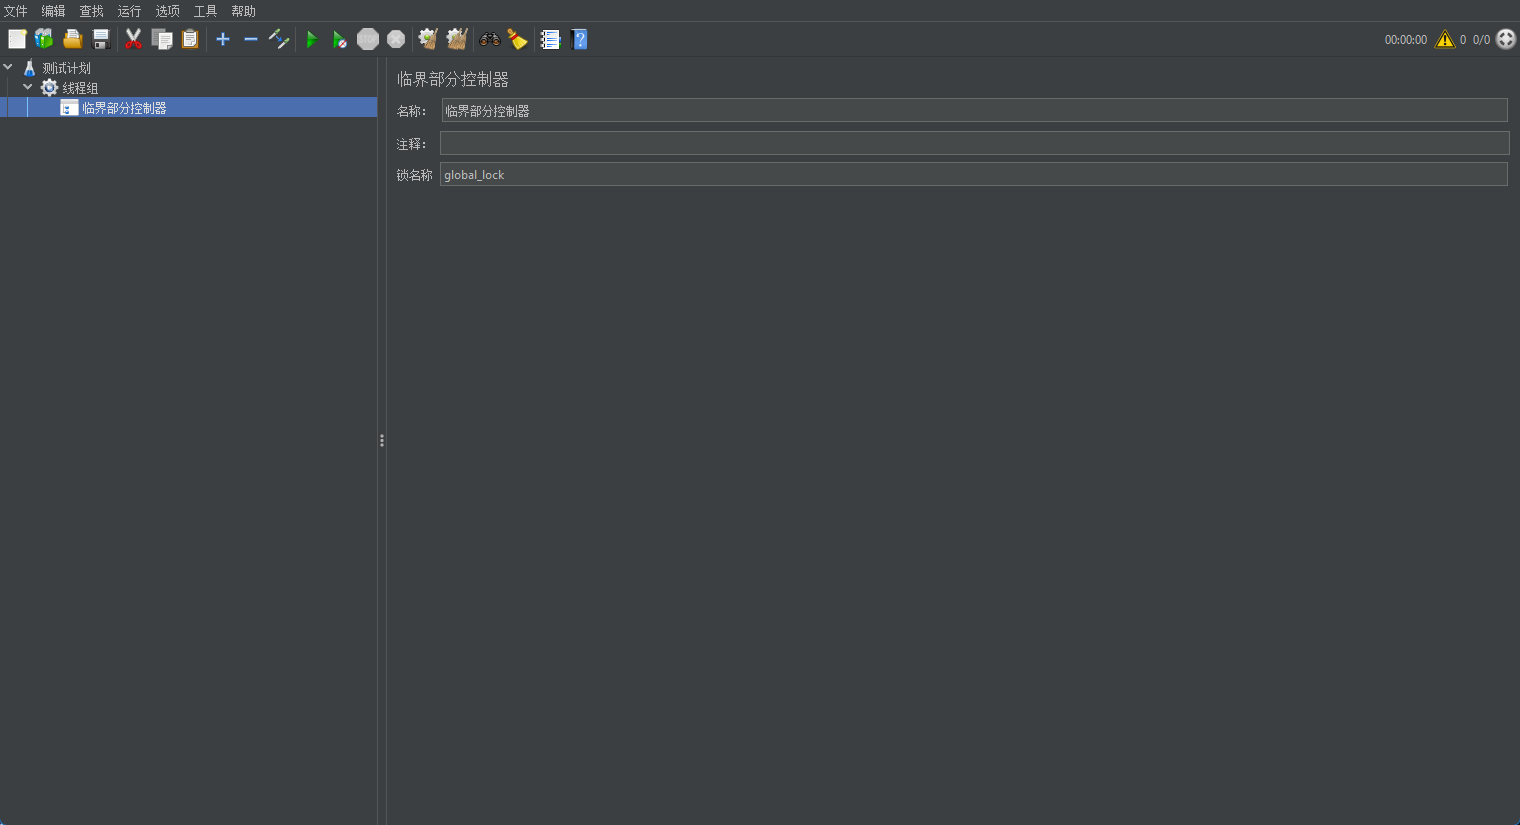 文件 编辑 查找 运行 选项 工具 帮助
00:00:00 0 0/0
测试计划
线程组
临界部分控制器
临界部分控制器
名称： 临界部分控制器
注释：
锁名称 global_lock